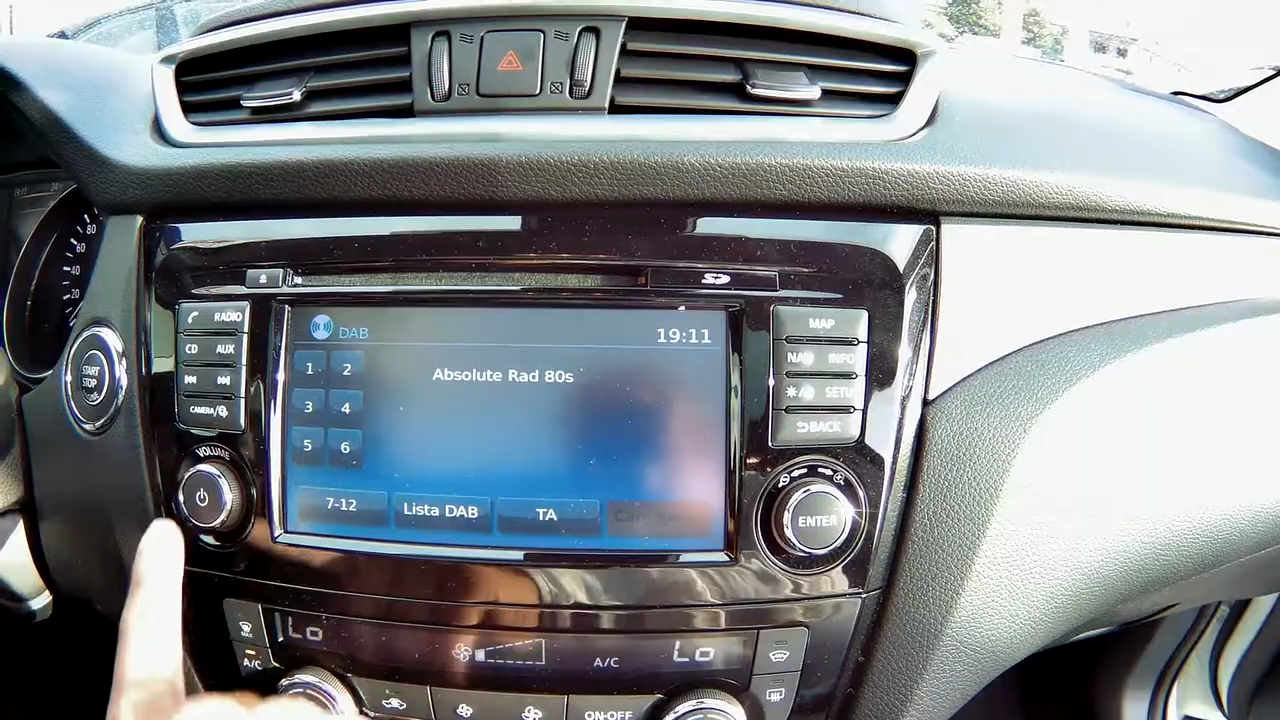 80
60
40
20
START
STOP
SD
RADIO
CD AUX
CAMERA/
VOLUME
DAB
19:11
Absolute Rad 80s
1 2
3 4
5 6
7-12
Lista DAB
TA
MAP
NAV INFO
SETUP
BACK
ENTER
MAX
A/C
Lo
A/C
Lo
ON·OFF